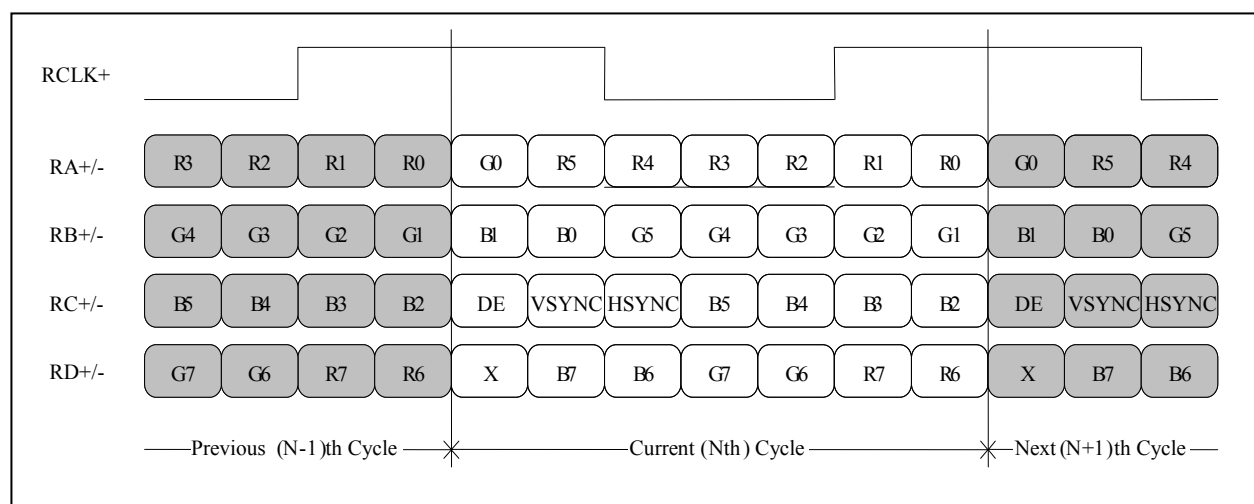 RCLK+
RA+/- R3 R2 R1 R0 G0 R5 R4 R3 R2 R1 R0 G0 R5 R4
RB+/- G4 G3 G2 G1 B1 B0 G5 G4 G3 G2 G1 B1 B0 G5
RC+/- B5 B4 B3 B2 DE VSYNC HSYNC B5 B4 B3 B2 DE VSYNC HSYNC
RD+/- G7 G6 R7 R6 X B7 B6 G7 G6 R7 R6 X B7 B6
Previous (N-1)th Cycle Current (Nth) Cycle Next (N+1)th Cycle